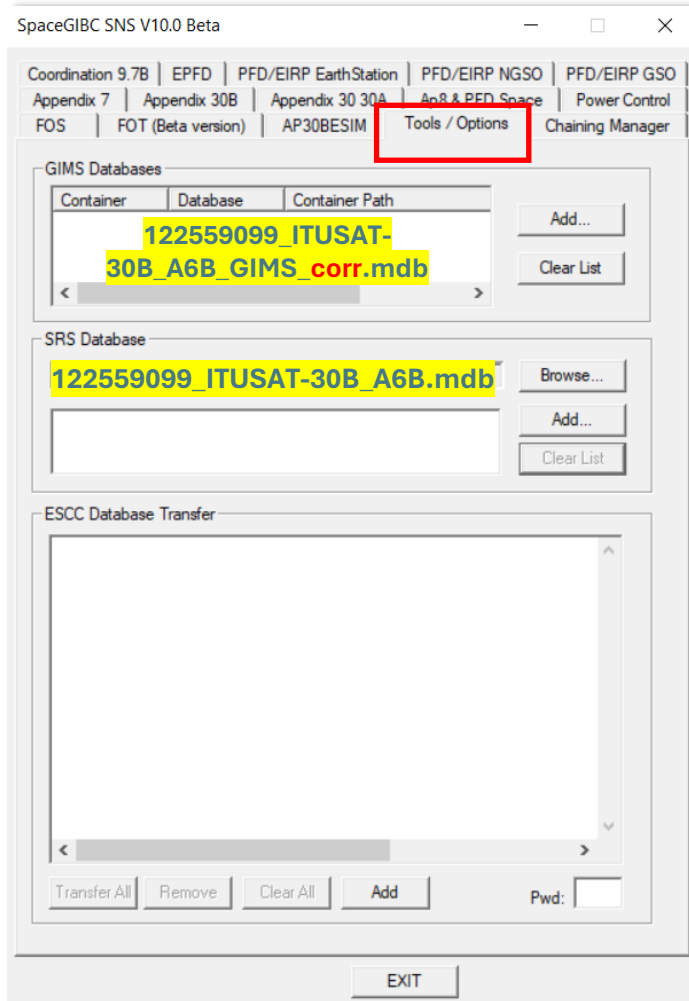 SpaceGIBC SNS V10.0 Beta
Coordination 9.7B EPFD PFD/EIRP EarthStation PFD/EIRP NGSO PFD/EIRP GSO
Appendix 7 Appendix 30B Appendix 30 30A Ap8 & PFD Space Power Control
FOS FOT (Beta version) AP30BESIM Tools / Options Chaining Manager
GIMS Databases
Container Database Container Path
Add...
122559099_ITUSAT-
30B_A6B_GIMS_corr.mdb
Clear List
SRS Database
122559099_ITUSAT-30B_A6B.mdb
Browse...
Add...
Clear List
ESCC Database Transfer
Transfer All Remove Clear All Add Pwd:
EXIT